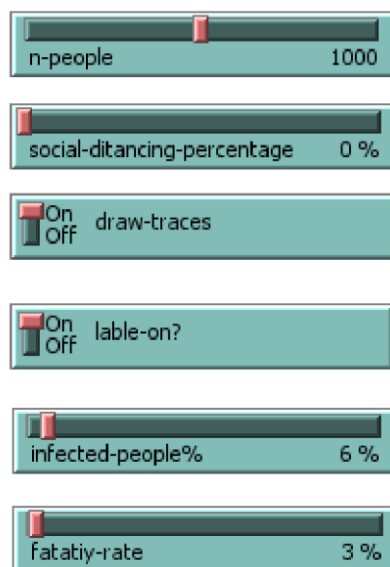 n-people 1000
social-ditancing-percentage 0 %
On
Off
draw-traces
On
Off
lable-on?
infected-people% 6 %
fatatiy-rate 3 %